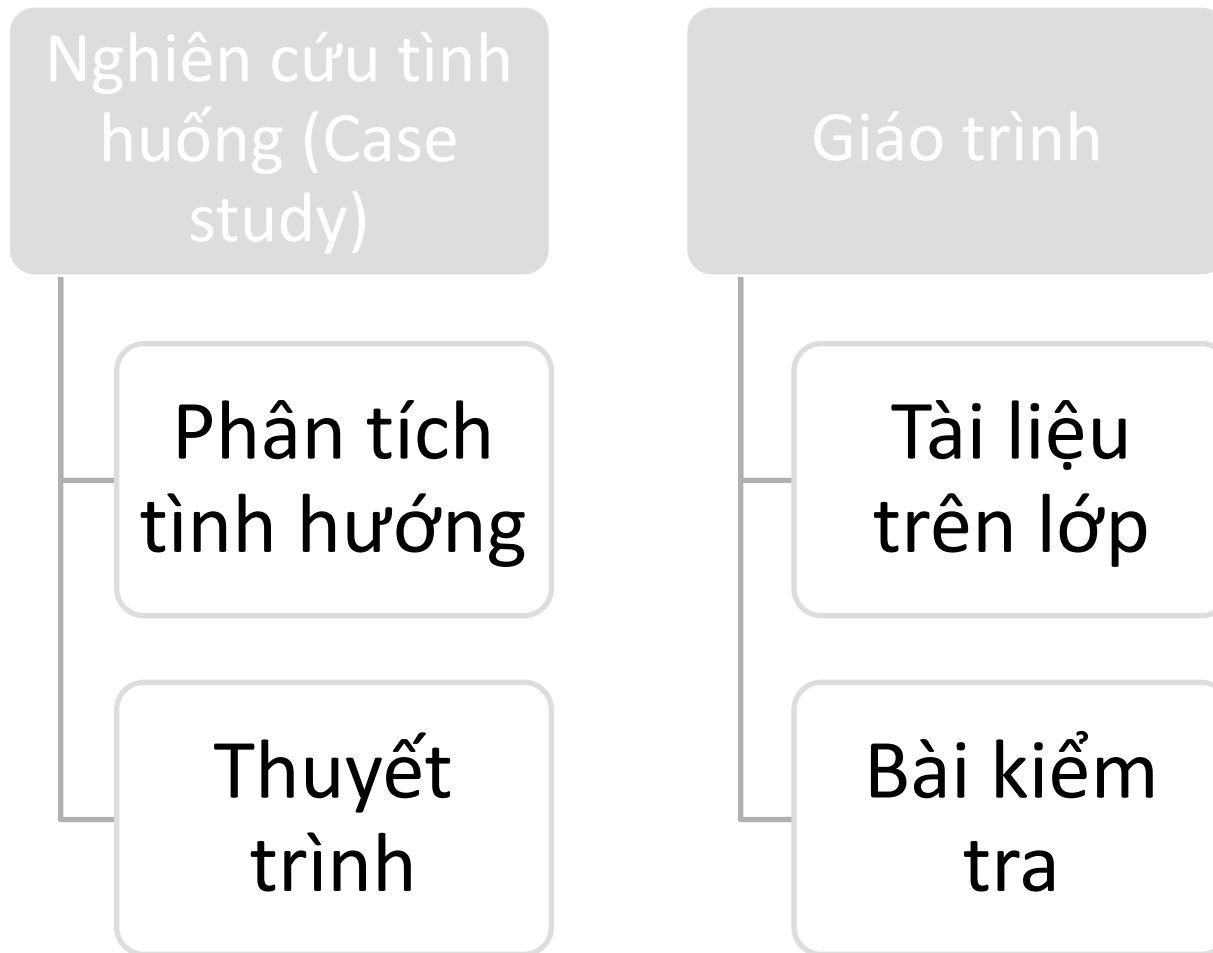 Nghiên cứu tình
huống (Case
study)
Phân tích
tình hướng
Thuyết
trình
Giáo trình
Tài liệu
trên lớp
Bài kiểm
tra